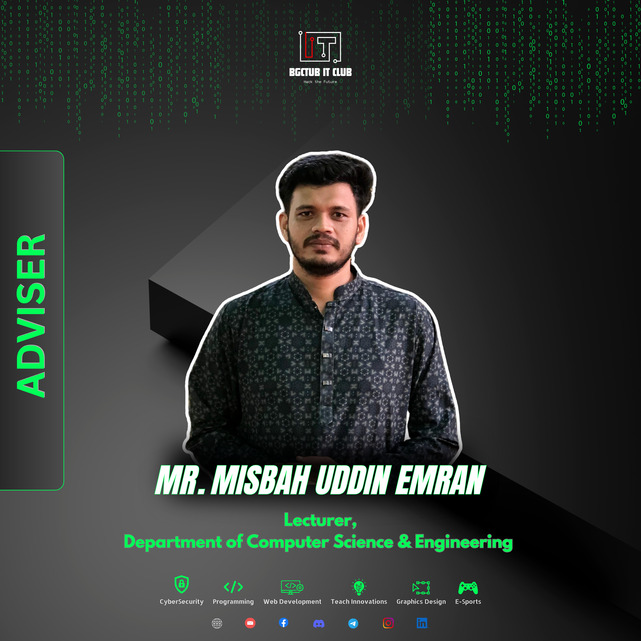 IT
BGCTUB IT CLUB
Hack the Future
ADVISER
MR. MISBAH UDDIN EMRAN
Lecturer,
Department of Computer Science & Engineering
CyberSecurity Programming Web Development Teach Innovations Graphics Design E-Sports